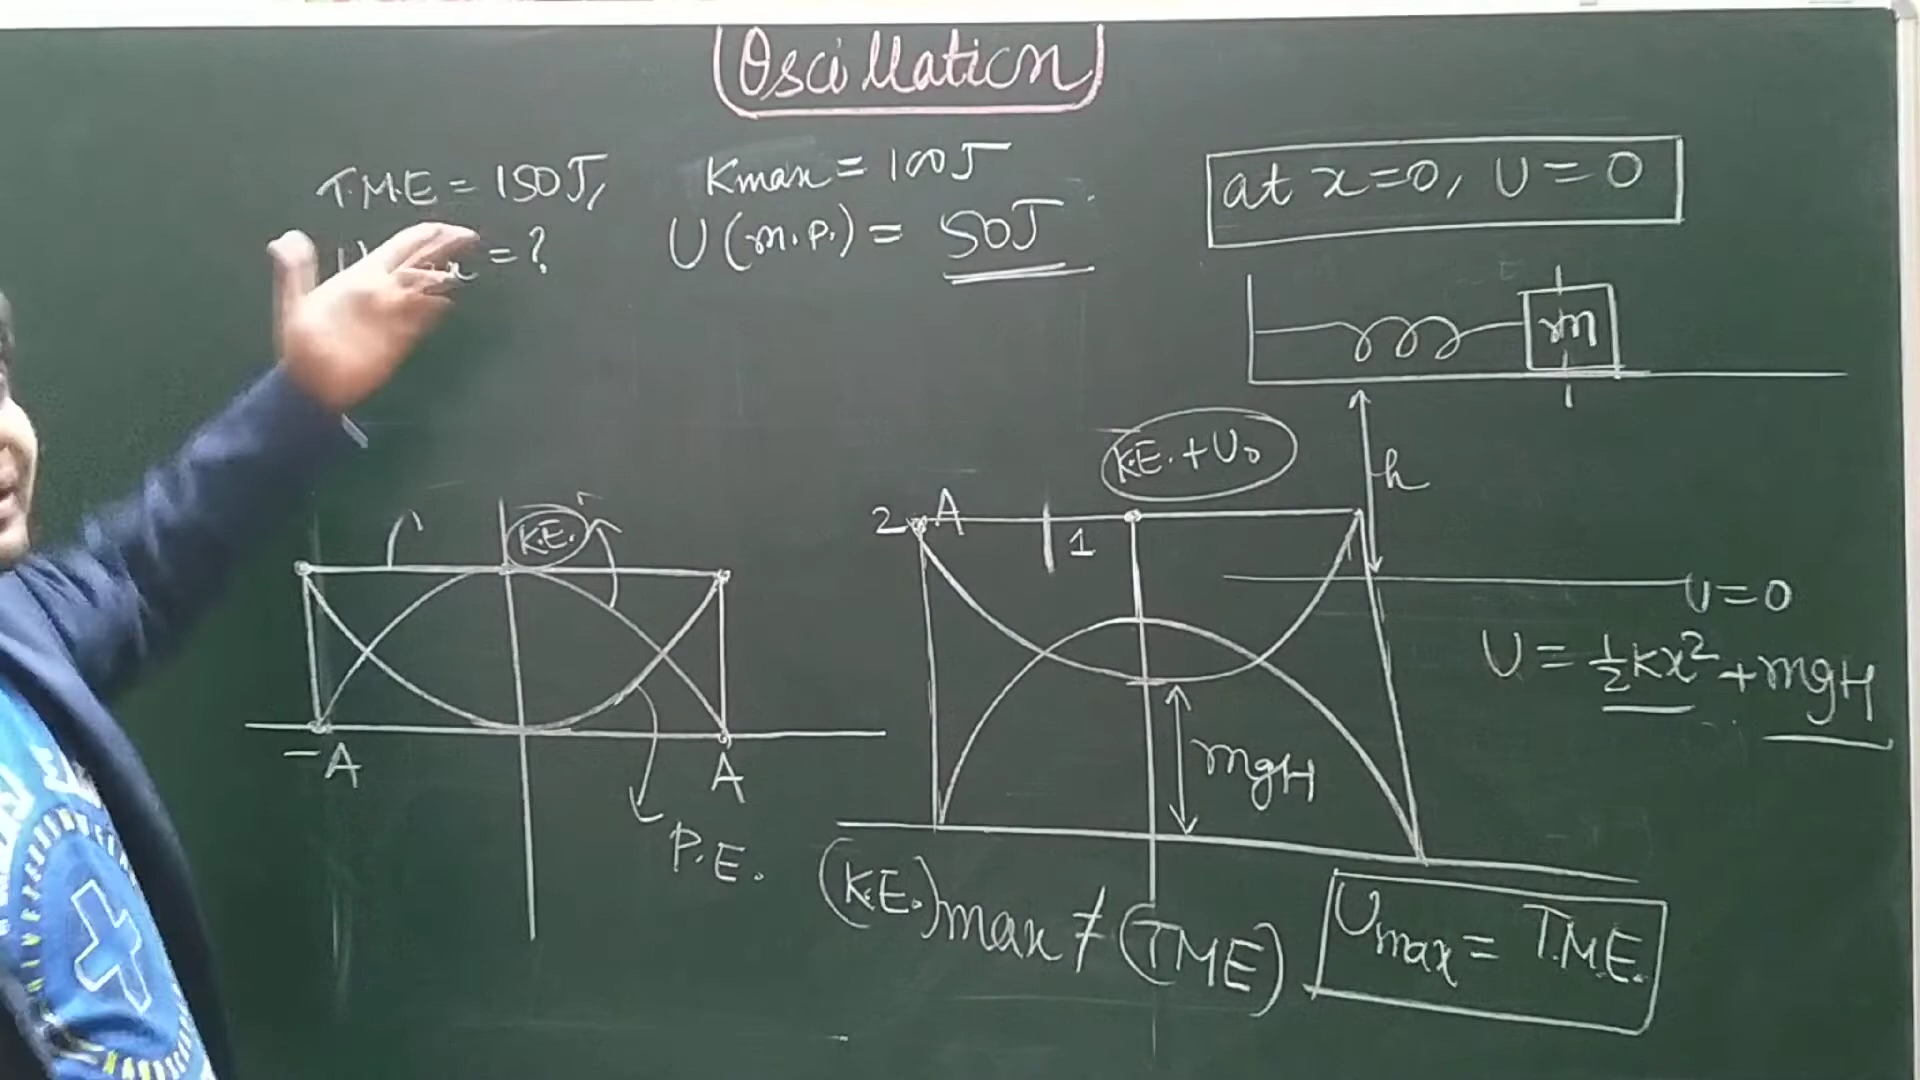 Oscillation
T.M.E = 150J,
Kmax = 100J
= ?
U (m.p.) = 50J
at x=0, U = 0
m
h
K.E. + U₀
K.E.
2 A
1
U=0
U = ½Kx² + mgH
-A
A
P.E.
mgH
(K.E.)max ≠ (TME)
Umax = T.M.E.